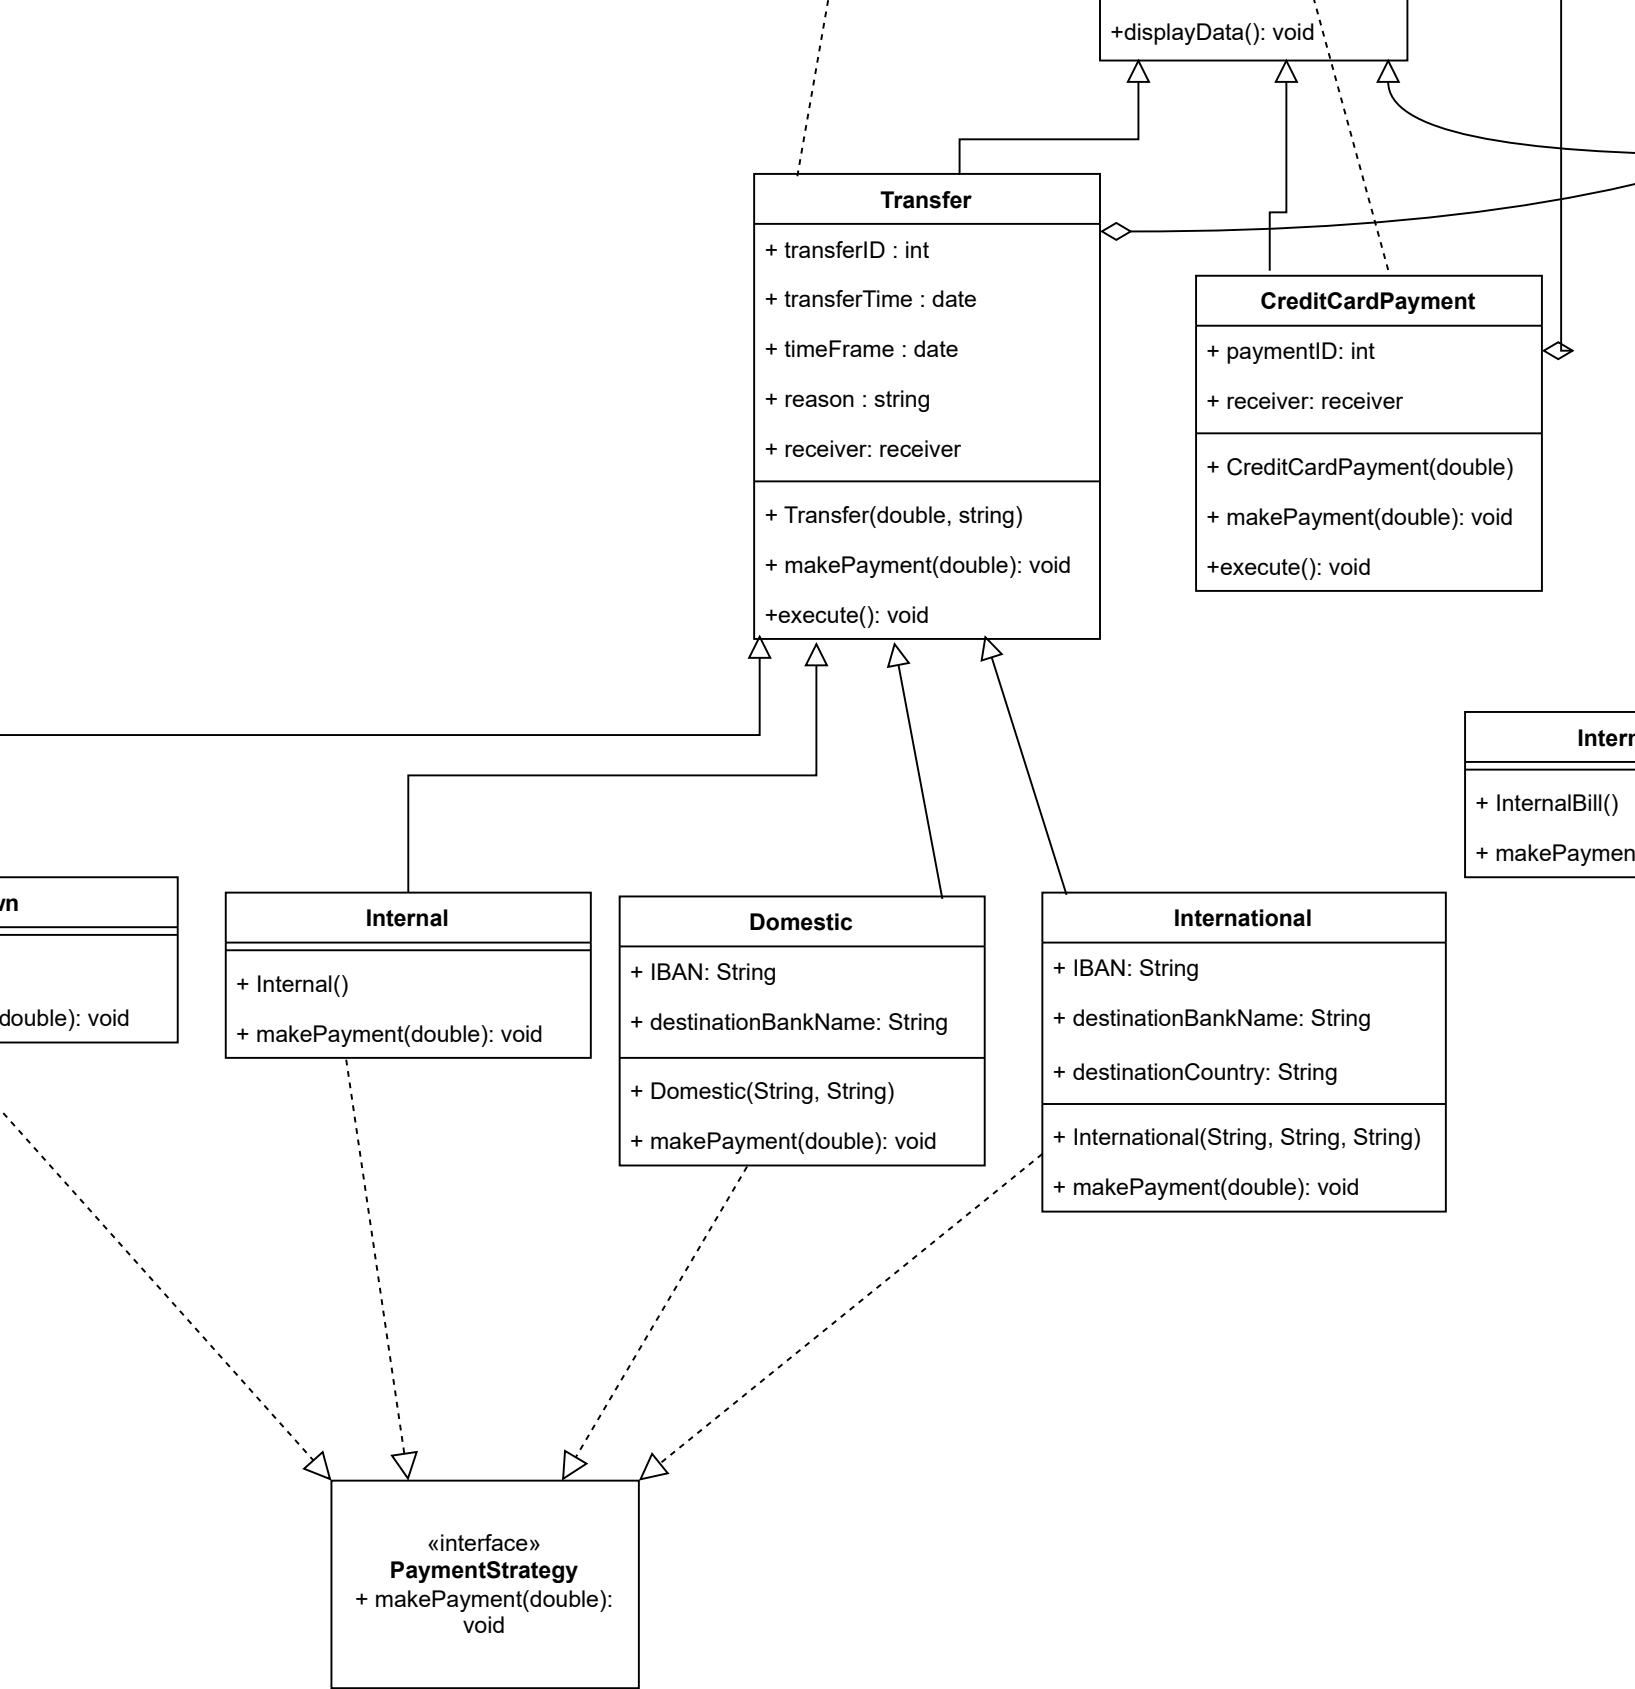 +displayData(): void
Transfer
+ transferID : int
+ transferTime : date
+ timeFrame : date
+ reason : string
+ receiver: receiver
+ Transfer(double, string)
+ makePayment(double): void
+execute(): void
CreditCardPayment
+ paymentID: int
+ receiver: receiver
+ CreditCardPayment(double)
+ makePayment(double): void
+execute(): void
+ InternalBill()
double): void
Internal
+ Internal()
+ makePayment(double): void
Domestic
+ IBAN: String
+ destinationBankName: String
+ Domestic(String, String)
+ makePayment(double): void
International
+ IBAN: String
+ destinationBankName: String
+ destinationCountry: String
+ International(String, String, String)
+ makePayment(double): void
«interface»
PaymentStrategy
+ makePayment(double):
void